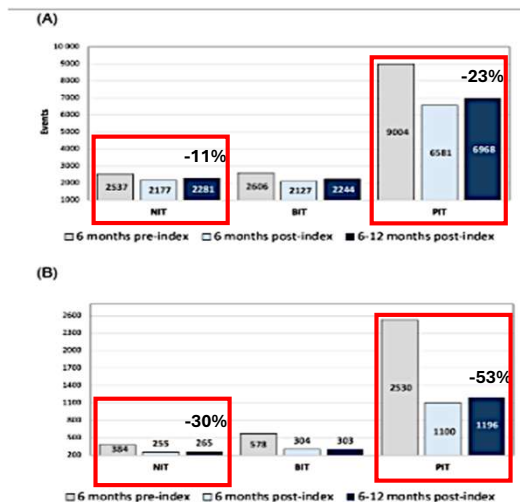 (A)
10 000
9000
8000
7000
6000
5000
4000
3000
2000
1000
Events
-11%
-23%
2537 2177 2281
2606 2127 2244
9004 6581 6968
NIT BIT PIT
6 months pre-index 6 months post-index 6-12 months post-index
(B)
2600
2300
2000
1700
1400
1100
800
500
200
-30%
-53%
384 255 265
578 304 303
2530 1100 1196
NIT BIT PIT
6 months pre-index 6 months post-index 6-12 months post-index